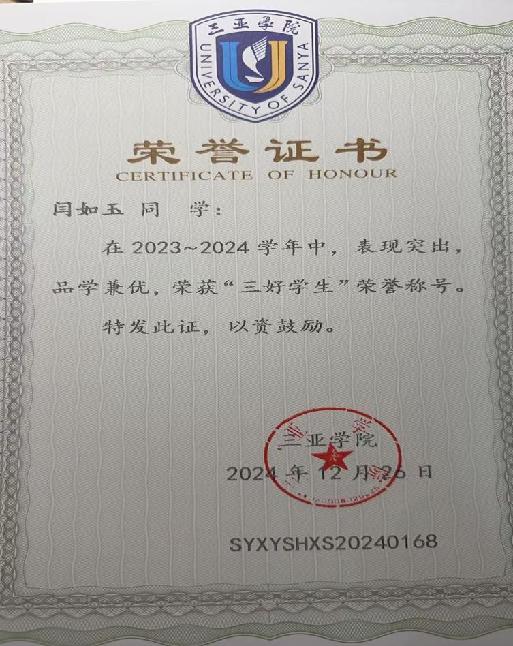 三亚学院
UNIVERSITY OF SANYA
荣誉证书
CERTIFICATE OF HONOUR
闫如玉 同 学：
在 2023~2024 学年中，表现突出，
品学兼优，荣获“三好学生”荣誉称号。
特发此证，以资鼓励。
三亚学院
2024 年 12 月 26 日
SYXYSHXS20240168